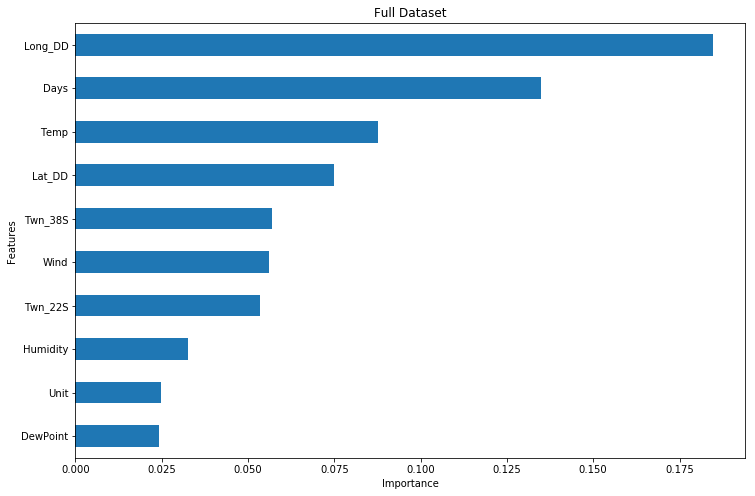 Full Dataset
Features
Long_DD
Days
Temp
Lat_DD
Twn_38S
Wind
Twn_22S
Humidity
Unit
DewPoint
0.000 0.025 0.050 0.075 0.100 0.125 0.150 0.175
Importance